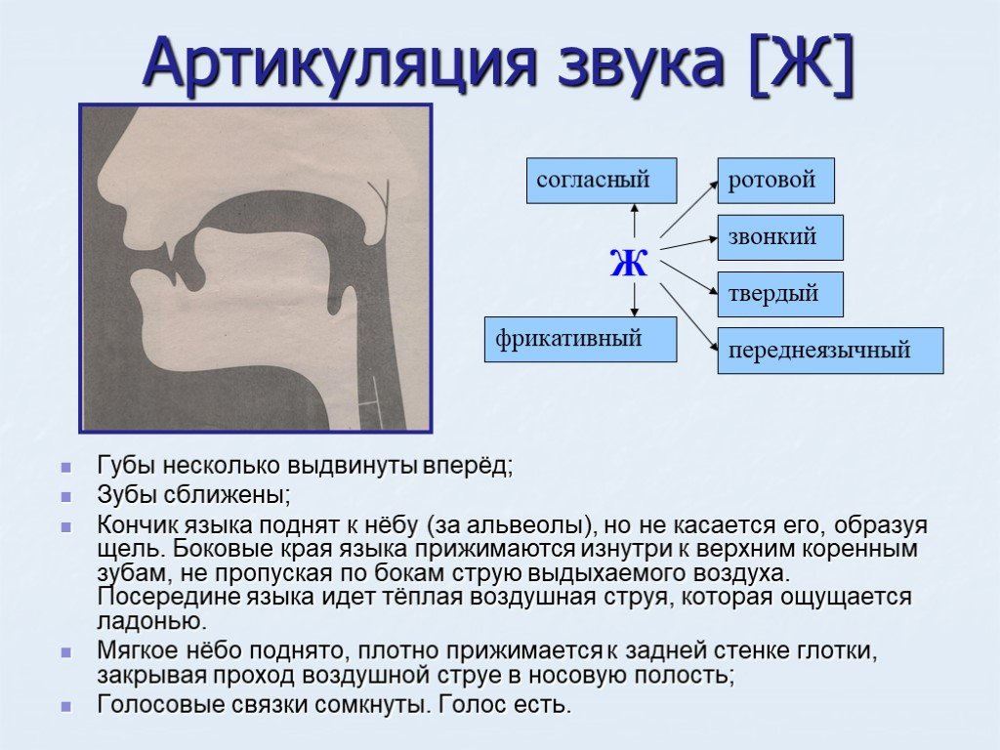 Артикуляция звука [Ж]
согласный
ротовой
звонкий
Ж
твердый
фрикативный
переднеязычный
Губы несколько выдвинуты вперёд;
Зубы сближены;
Кончик языка поднят к нёбу (за альвеолы), но не касается его, образуя
щель. Боковые края языка прижимаются изнутри к верхним коренным
зубам, не пропуская по бокам струю выдыхаемого воздуха.
Посередине языка идет тёплая воздушная струя, которая ощущается
ладонью.
Мягкое нёбо поднято, плотно прижимается к задней стенке глотки,
закрывая проход воздушной струе в носовую полость;
Голосовые связки сомкнуты. Голос есть.